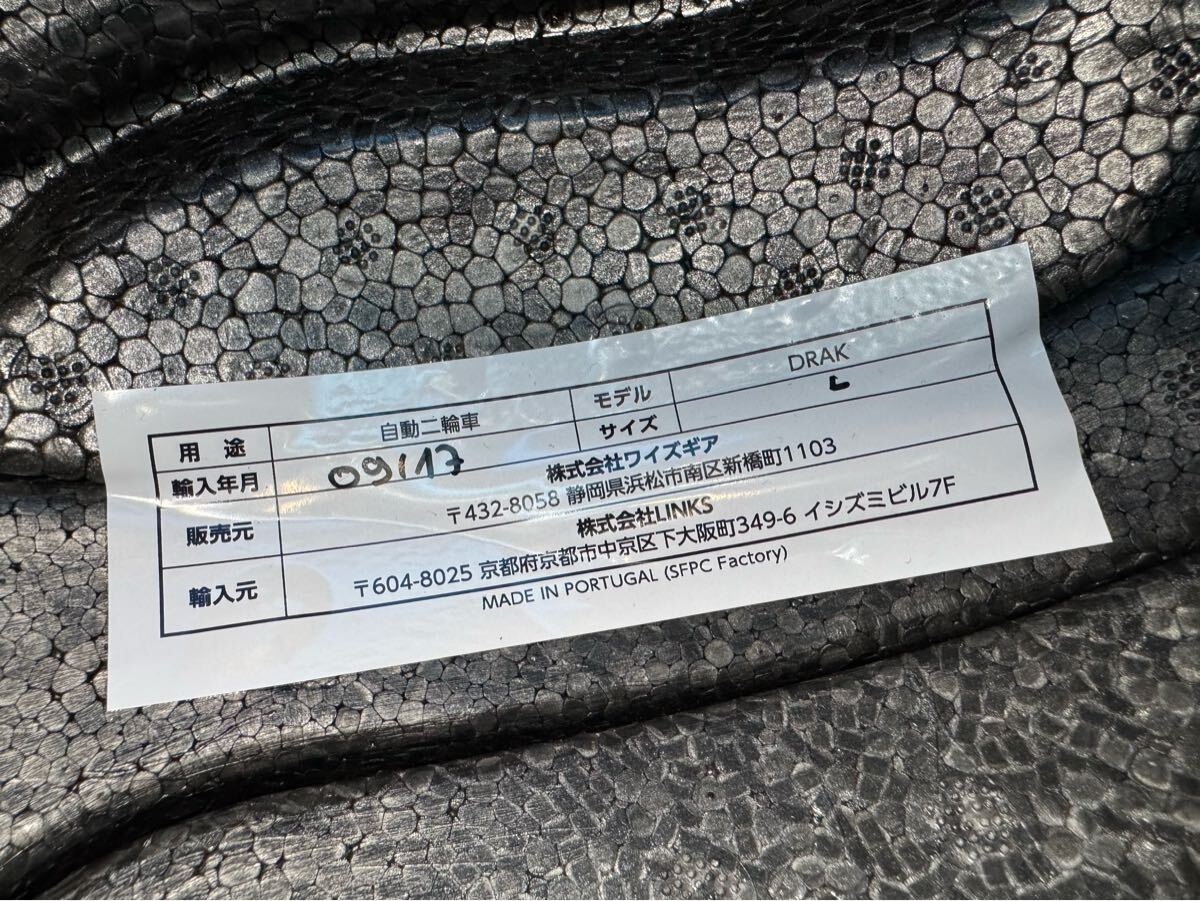 用途 自動二輪車 モデル DRAK
輸入年月 09/17 サイズ L
販売元 株式会社ワイズギア
〒432-8058 静岡県浜松市南区新橋町1103
輸入元 株式会社LINKS
〒604-8025 京都府京都市中京区下大阪町349-6 イシズミビル7F
MADE IN PORTUGAL (SFPC Factory)